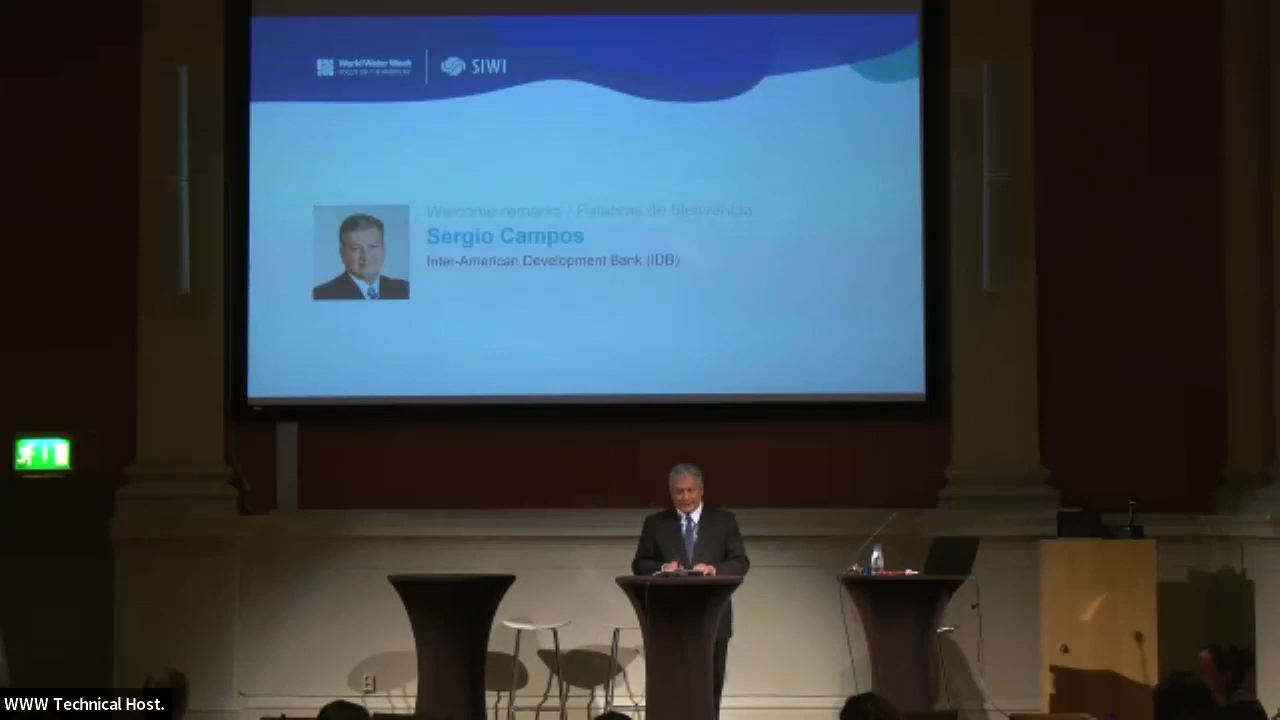 World Water Week
SIWI
Welcome remarks / Palabras de bienvenida
Sergio Campos
Inter-American Development Bank (IDB)
WWW Technical Host.